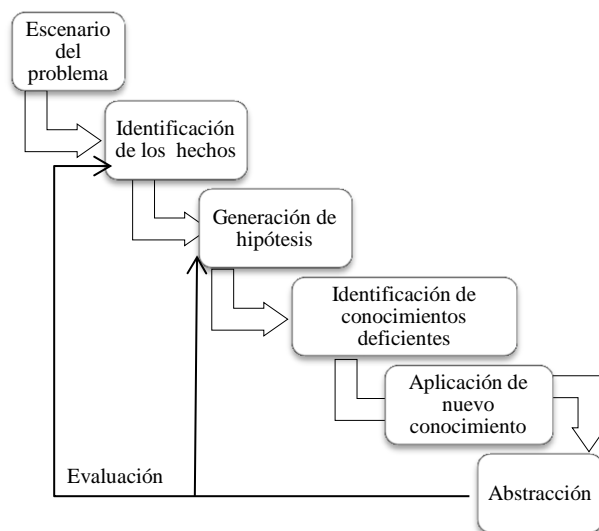 Escenario
del
problema
Identificación
de los hechos
Generación de
hipótesis
Identificación de
conocimientos
deficientes
Aplicación de
nuevo
conocimiento
Evaluación
Abstracción